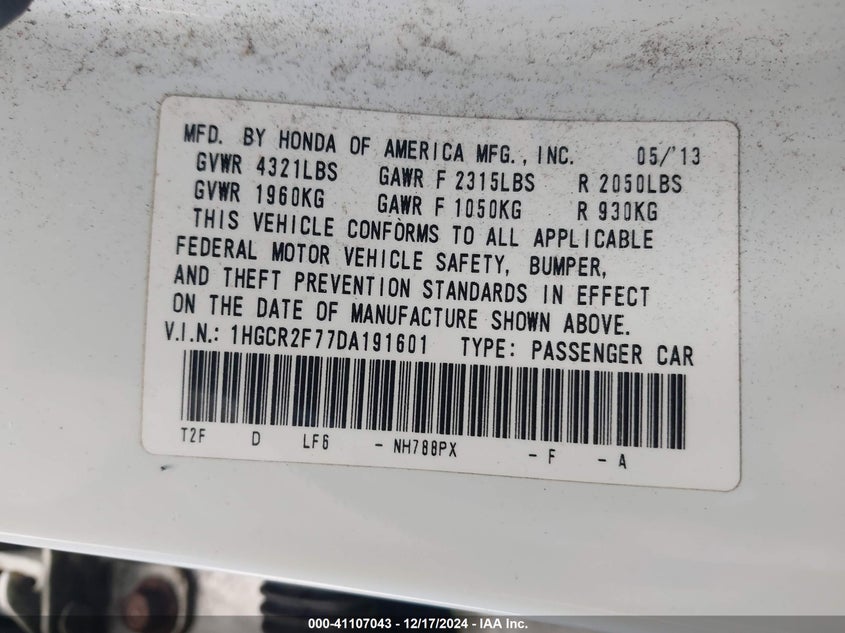 MFD. BY HONDA OF AMERICA MFG., INC. 05/'13
GVWR 4321LBS GAWR F 2315LBS R 2050LBS
GVWR 1960KG GAWR F 1050KG R 930KG
THIS VEHICLE CONFORMS TO ALL APPLICABLE
FEDERAL MOTOR VEHICLE SAFETY, BUMPER,
AND THEFT PREVENTION STANDARDS IN EFFECT
ON THE DATE OF MANUFACTURE SHOWN ABOVE.
V.I.N.: 1HGCR2F77DA191601 TYPE: PASSENGER CAR
T2F D LF6 - NH788PX - F - A
000-41107043 - 12/17/2024 - IAA Inc.